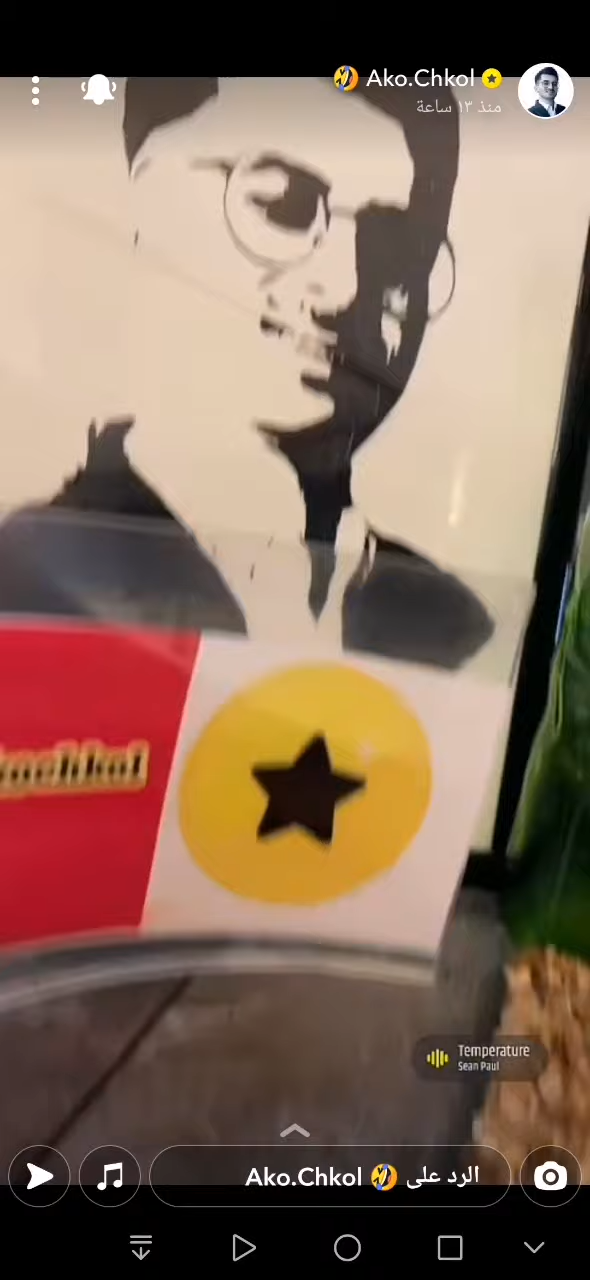 Ako.Chkol 🤣
منذ ١٣ ساعة
Temperature
Sean Paul
الرد على 🤣 Ako.Chkol